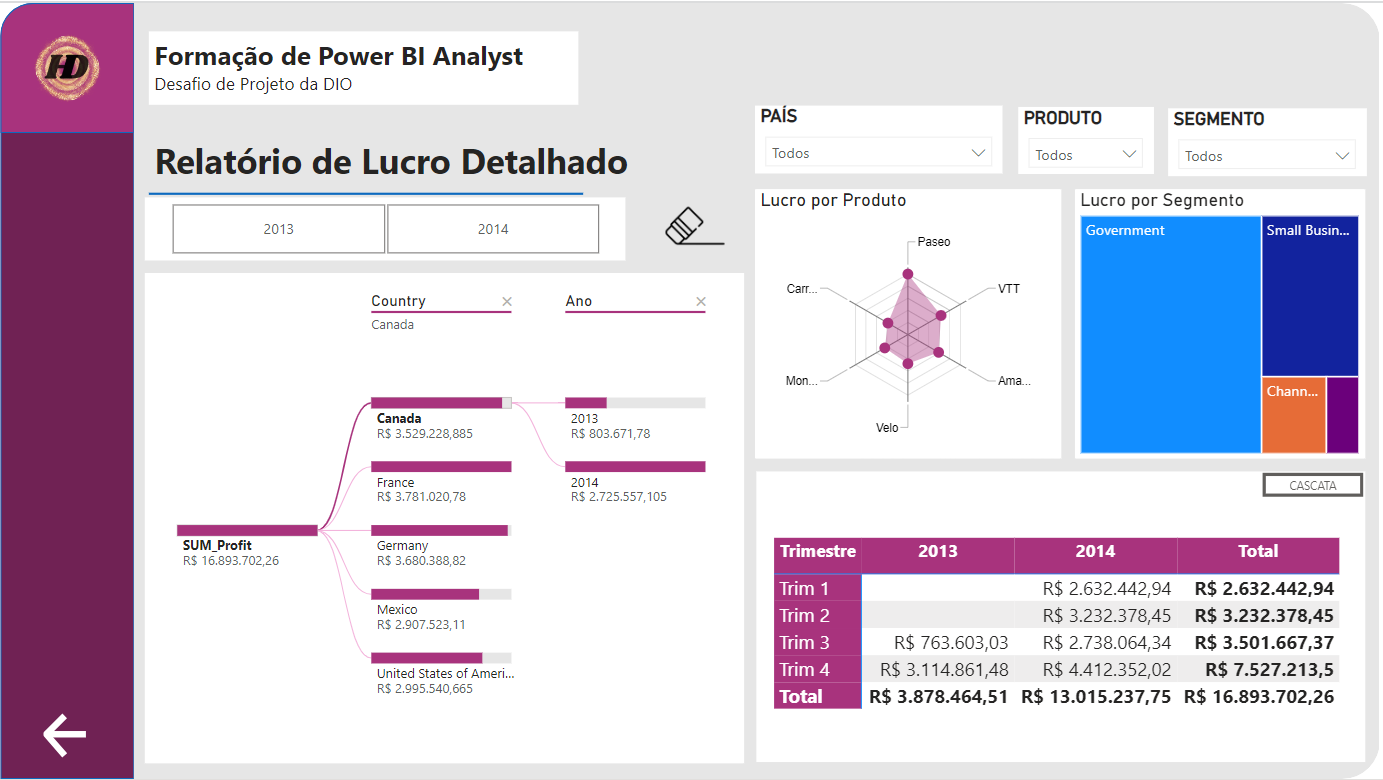 HD
Formação de Power BI Analyst
Desafio de Projeto da DIO
Relatório de Lucro Detalhado
2013 2014
PAÍS
Todos
PRODUTO
Todos
SEGMENTO
Todos
Country
Canada
Ano
SUM_Profit
R$ 16.893.702,26
Canada
R$ 3.529.228,885
France
R$ 3.781.020,78
Germany
R$ 3.680.388,82
Mexico
R$ 2.907.523,11
United States of Ameri...
R$ 2.995.540,665
2013
R$ 803.671,78
2014
R$ 2.725.557,105
Lucro por Produto
Paseo
VTT
Ama...
Velo
Mon...
Carr...
Lucro por Segmento
Government
Small Busin...
Chann...
CASCATA
Trimestre 2013 2014 Total
Trim 1 R$ 2.632.442,94 R$ 2.632.442,94
Trim 2 R$ 3.232.378,45 R$ 3.232.378,45
Trim 3 R$ 763.603,03 R$ 2.738.064,34 R$ 3.501.667,37
Trim 4 R$ 3.114.861,48 R$ 4.412.352,02 R$ 7.527.213,5
Total R$ 3.878.464,51 R$ 13.015.237,75 R$ 16.893.702,26